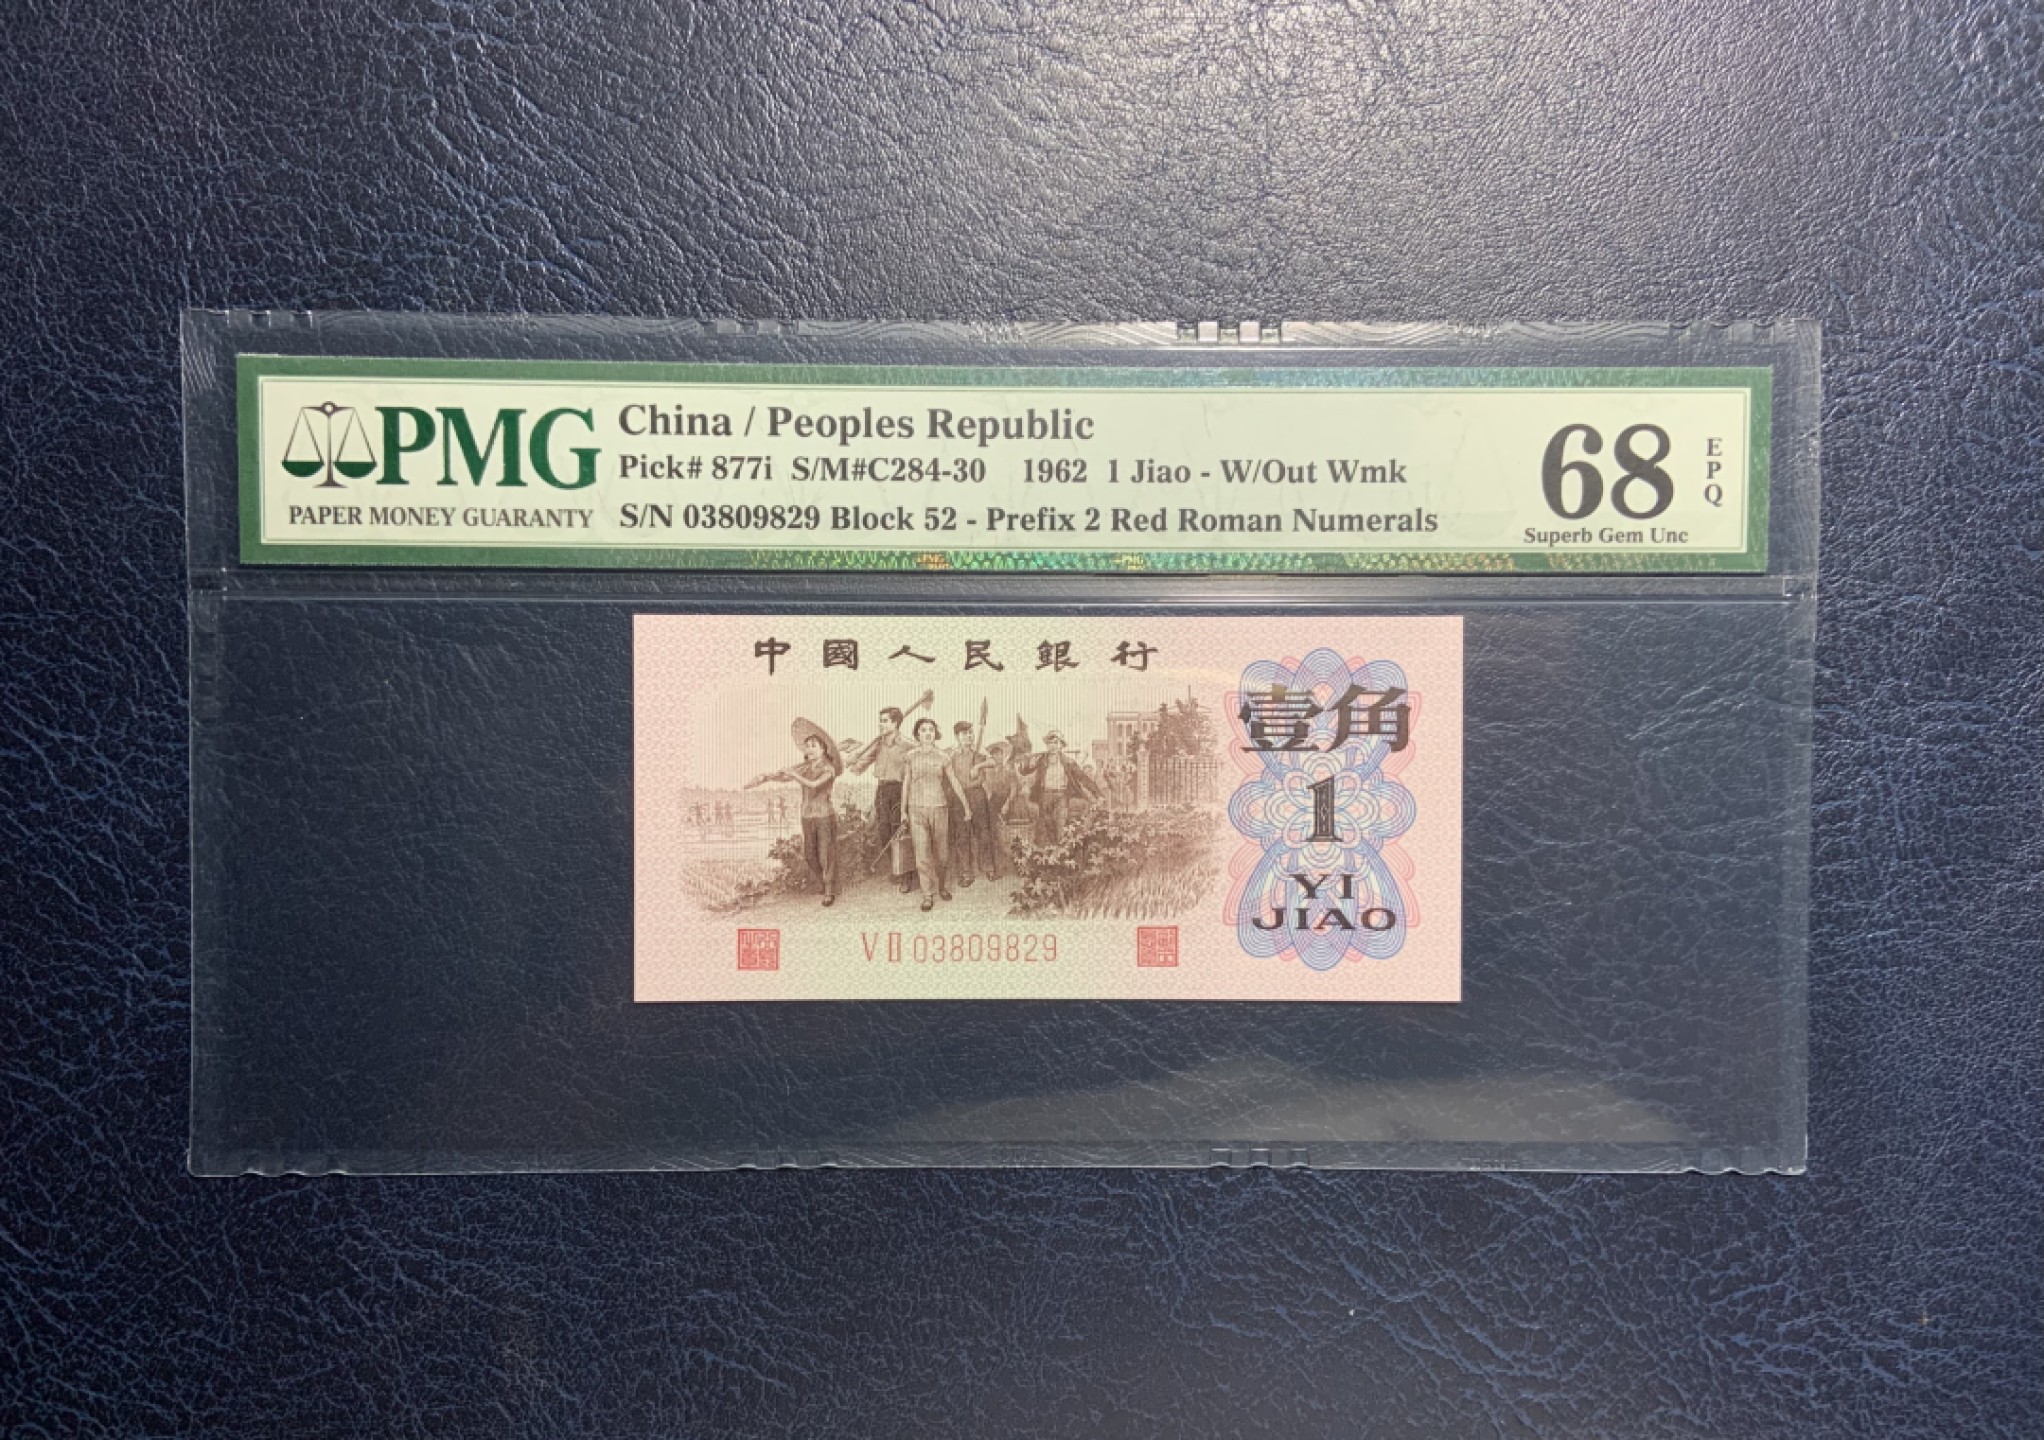 PMG
PAPER MONEY GUARANTY
China / Peoples Republic
Pick# 877i S/M#C284-30 1962 1 Jiao - W/Out Wmk
S/N 03809829 Block 52 - Prefix 2 Red Roman Numerals
68
EPQ
Superb Gem Unc
中國人民銀行
壹角
1
YI
JIAO
V II 03809829